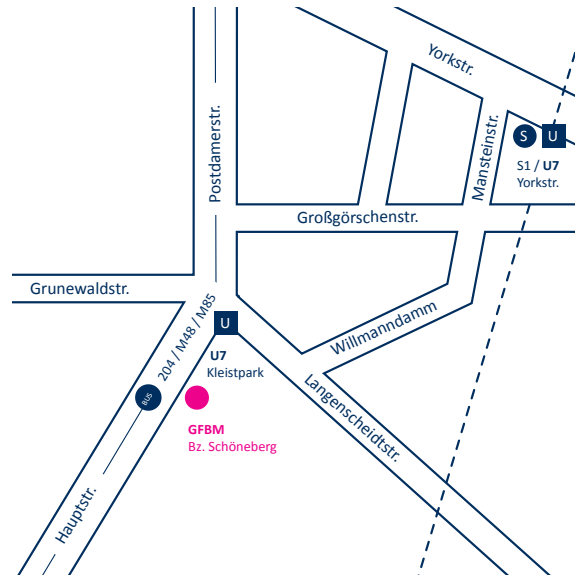 Yorkstr.
Postdamerstr.
Mansteinstr.
S U
S1 / U7
Yorkstr.
Großgörschenstr.
Grunewaldstr.
204 / M48 / M85
U
U7
Kleistpark
Willmanndamm
Langenscheidtstr.
BUS
GFBM
Bz. Schöneberg
Hauptstr.